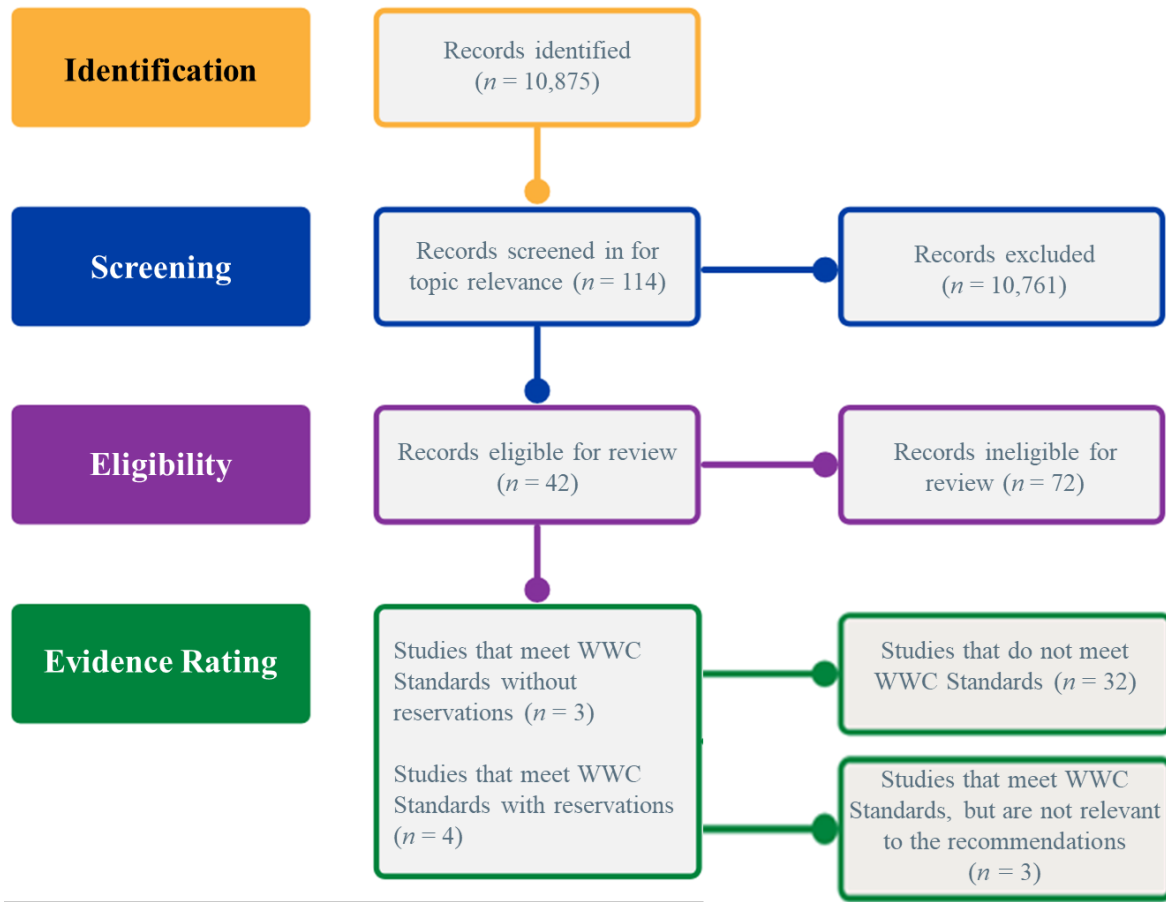 Identification
Records identified
(n = 10,875)
Screening
Records screened in for
topic relevance (n = 114)
Records excluded
(n = 10,761)
Eligibility
Records eligible for review
(n = 42)
Records ineligible for
review (n = 72)
Evidence Rating
Studies that meet WWC
Standards without
reservations (n = 3)
Studies that meet WWC
Standards with reservations
(n = 4)
Studies that do not meet
WWC Standards (n = 32)
Studies that meet WWC
Standards, but are not relevant
to the recommendations
(n = 3)